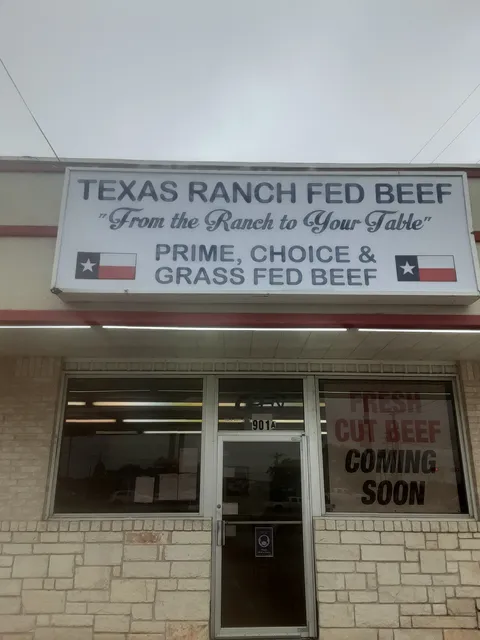 TEXAS RANCH FED BEEF
"From the Ranch to Your Table"
PRIME, CHOICE &
GRASS FED BEEF
901A
FRESH
CUT BEEF
COMING
SOON